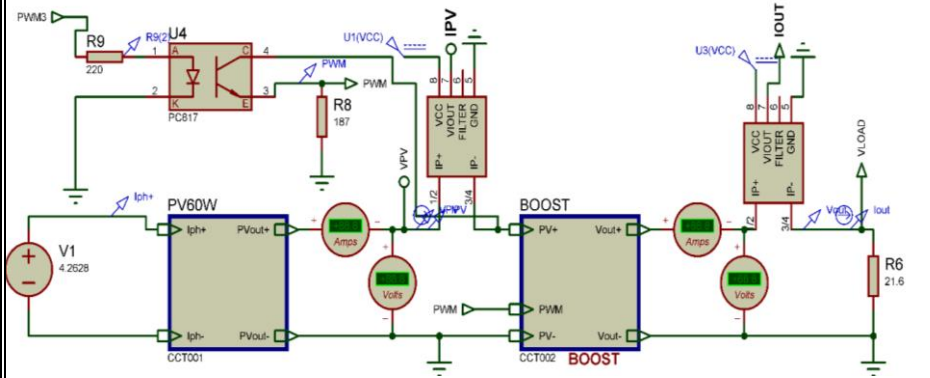 PWM3
R9
220
R9(2)
U4
1
A
C
4
2
K
E
3
PC817
PWM
PWM
R8
187
VPV
U1(VCC)
IPV
8
7
6
5
VCC
VIOUT
FILTER
GND
IP+
IP-
1/2
3/4
U3(VCC)
IOUT
8
7
6
5
VCC
VIOUT
FILTER
GND
IP+
IP-
/2
3/4
VLOAD
Iph+
PV60W
Iph+
PVout+
Iph-
PVout-
CCT001
V1
4.2628
Amps
Volts
BOOST
PV+
Vout+
PWM
PWM
PV-
Vout-
CCT002
BOOST
Amps
Volts
Iout
R6
21.6